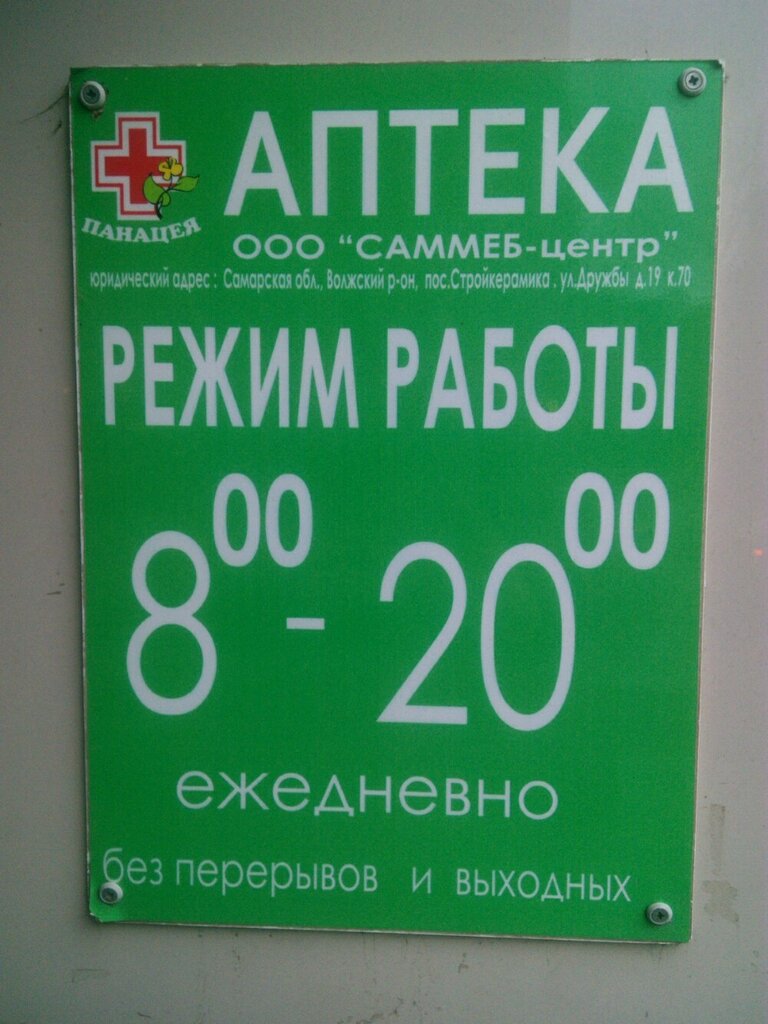 АПТЕКА
ПАНАЦЕЯ
ООО "САММЕБ-центр"
юридический адрес : Самарская обл., Волжский р-он, пос.Стройкерамика . ул.Дружбы д.19 к.70
РЕЖИМ РАБОТЫ
8⁰⁰ - 20⁰⁰
ежедневно
без перерывов и выходных